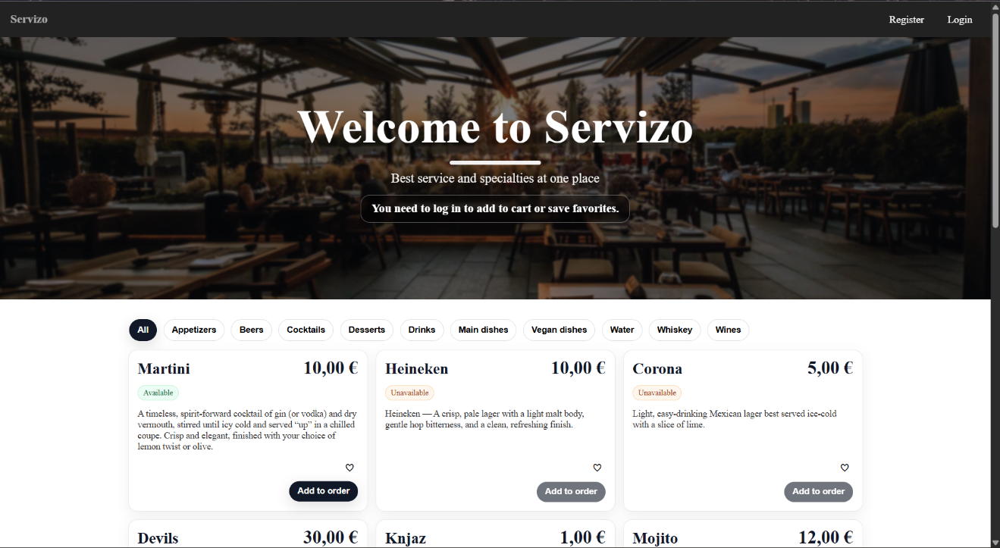 Servizo
Register Login
Welcome to Servizo
Best service and specialties at one place
You need to log in to add to cart or save favorites.
All Appetizers Beers Cocktails Desserts Drinks Main dishes Vegan dishes Water Whiskey Wines
Martini 10,00 €
Available
A timeless, spirit-forward cocktail of gin (or vodka) and dry
vermouth, stirred until icy cold and served “up” in a chilled
coupe. Crisp and elegant, finished with your choice of
lemon twist or olive.
Add to order
Heineken 10,00 €
Unavailable
Heineken — A crisp, pale lager with a light malt body,
gentle hop bitterness, and a clean, refreshing finish.
Add to order
Corona 5,00 €
Unavailable
Light, easy-drinking Mexican lager best served ice-cold
with a slice of lime.
Add to order
Devils 30,00 €
Knjaz 1,00 €
Mojito 12,00 €